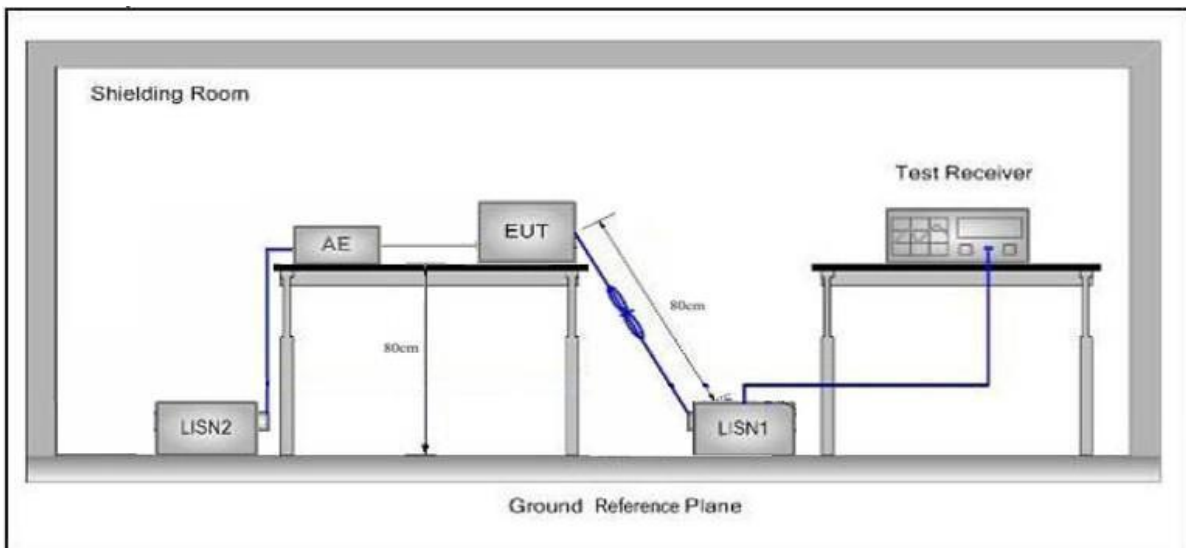 Shielding Room
Test Receiver
AE
EUT
80cm
80cm
LISN2
LISN1
Ground Reference Plane